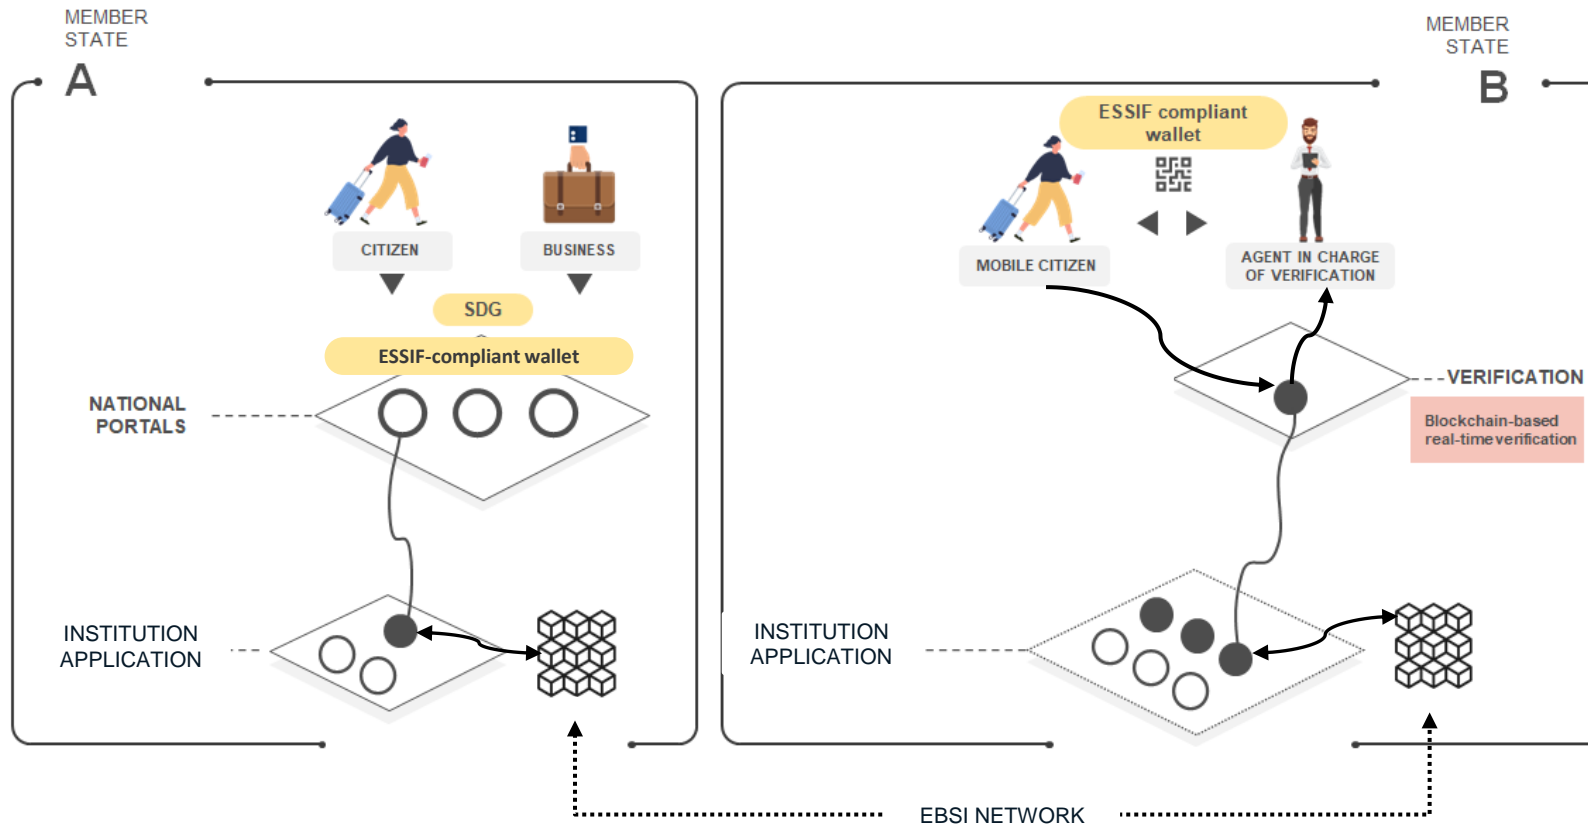 MEMBER
STATE
A
CITIZEN
BUSINESS
SDG
ESSIF-compliant wallet
NATIONAL
PORTALS
INSTITUTION
APPLICATION
MEMBER
STATE
B
ESSIF compliant
wallet
MOBILE CITIZEN
AGENT IN CHARGE
OF VERIFICATION
VERIFICATION
Blockchain-based
real-time verification
INSTITUTION
APPLICATION
EBSI NETWORK